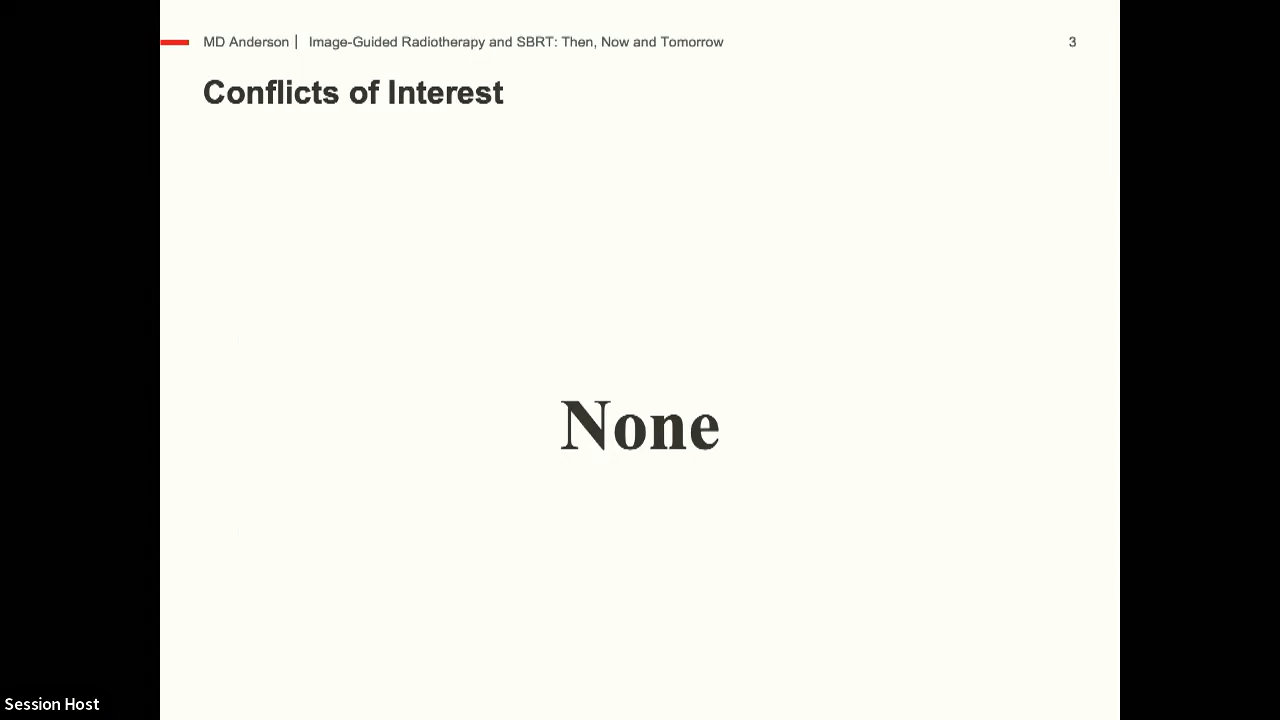 MD Anderson | Image-Guided Radiotherapy and SBRT: Then, Now and Tomorrow 3
Conflicts of Interest
None
Session Host